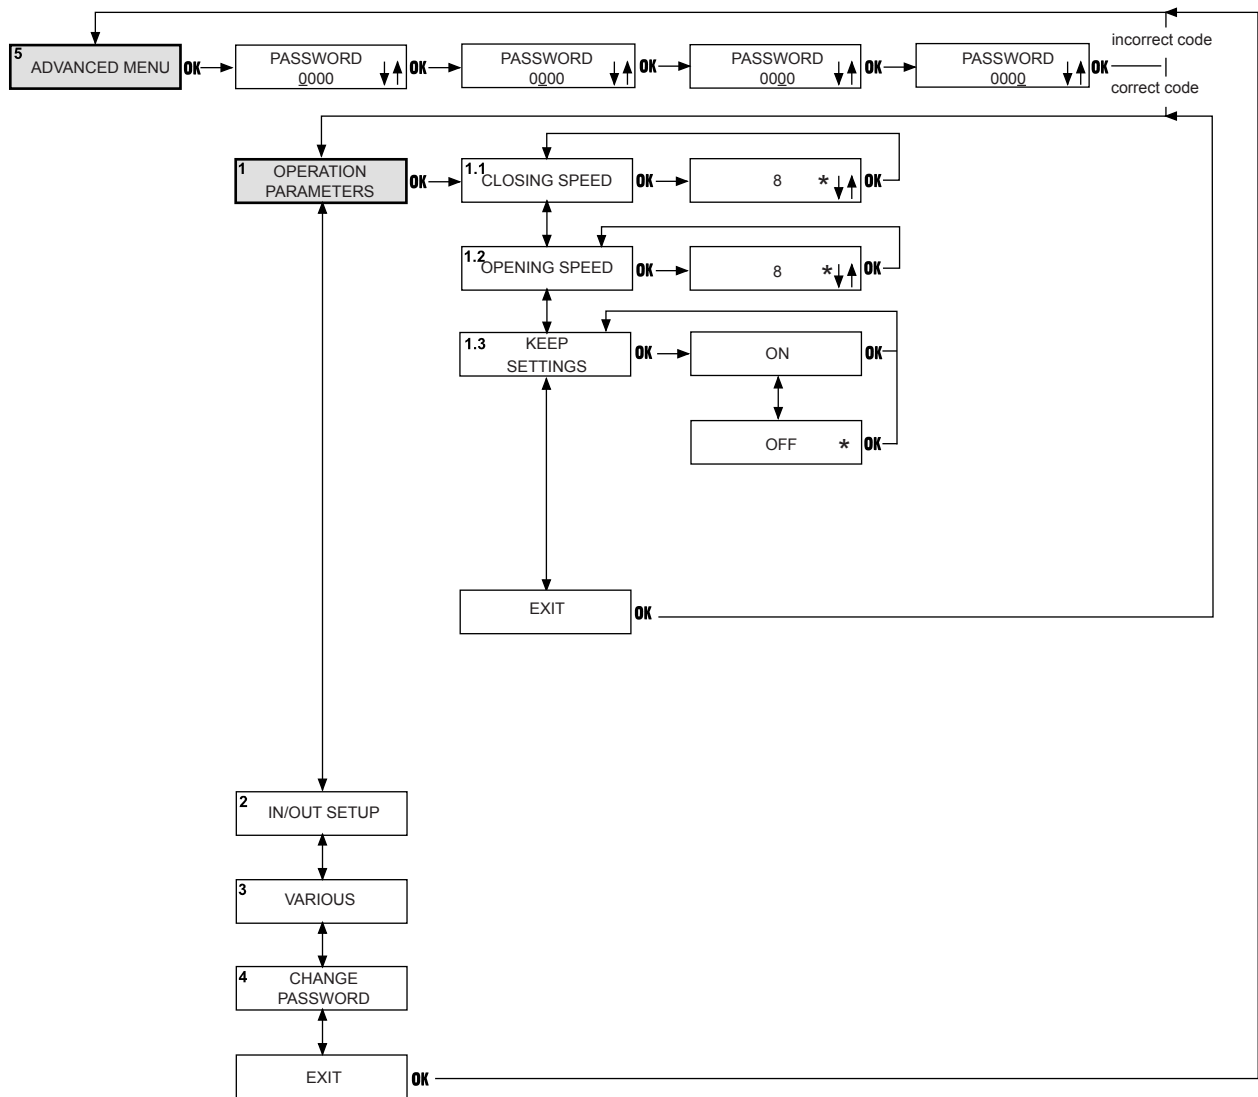 incorrect code
5
ADVANCED MENU
OK
PASSWORD
0000
OK
PASSWORD
0000
OK
PASSWORD
0000
OK
PASSWORD
0000
OK
correct code
1
OPERATION
PARAMETERS
OK
1.1
CLOSING SPEED
OK
8 *
OK
1.2
OPENING SPEED
OK
8 *
OK
1.3
KEEP
SETTINGS
OK
ON
OK
OFF *
OK
EXIT
OK
2
IN/OUT SETUP
3
VARIOUS
4
CHANGE
PASSWORD
EXIT
OK